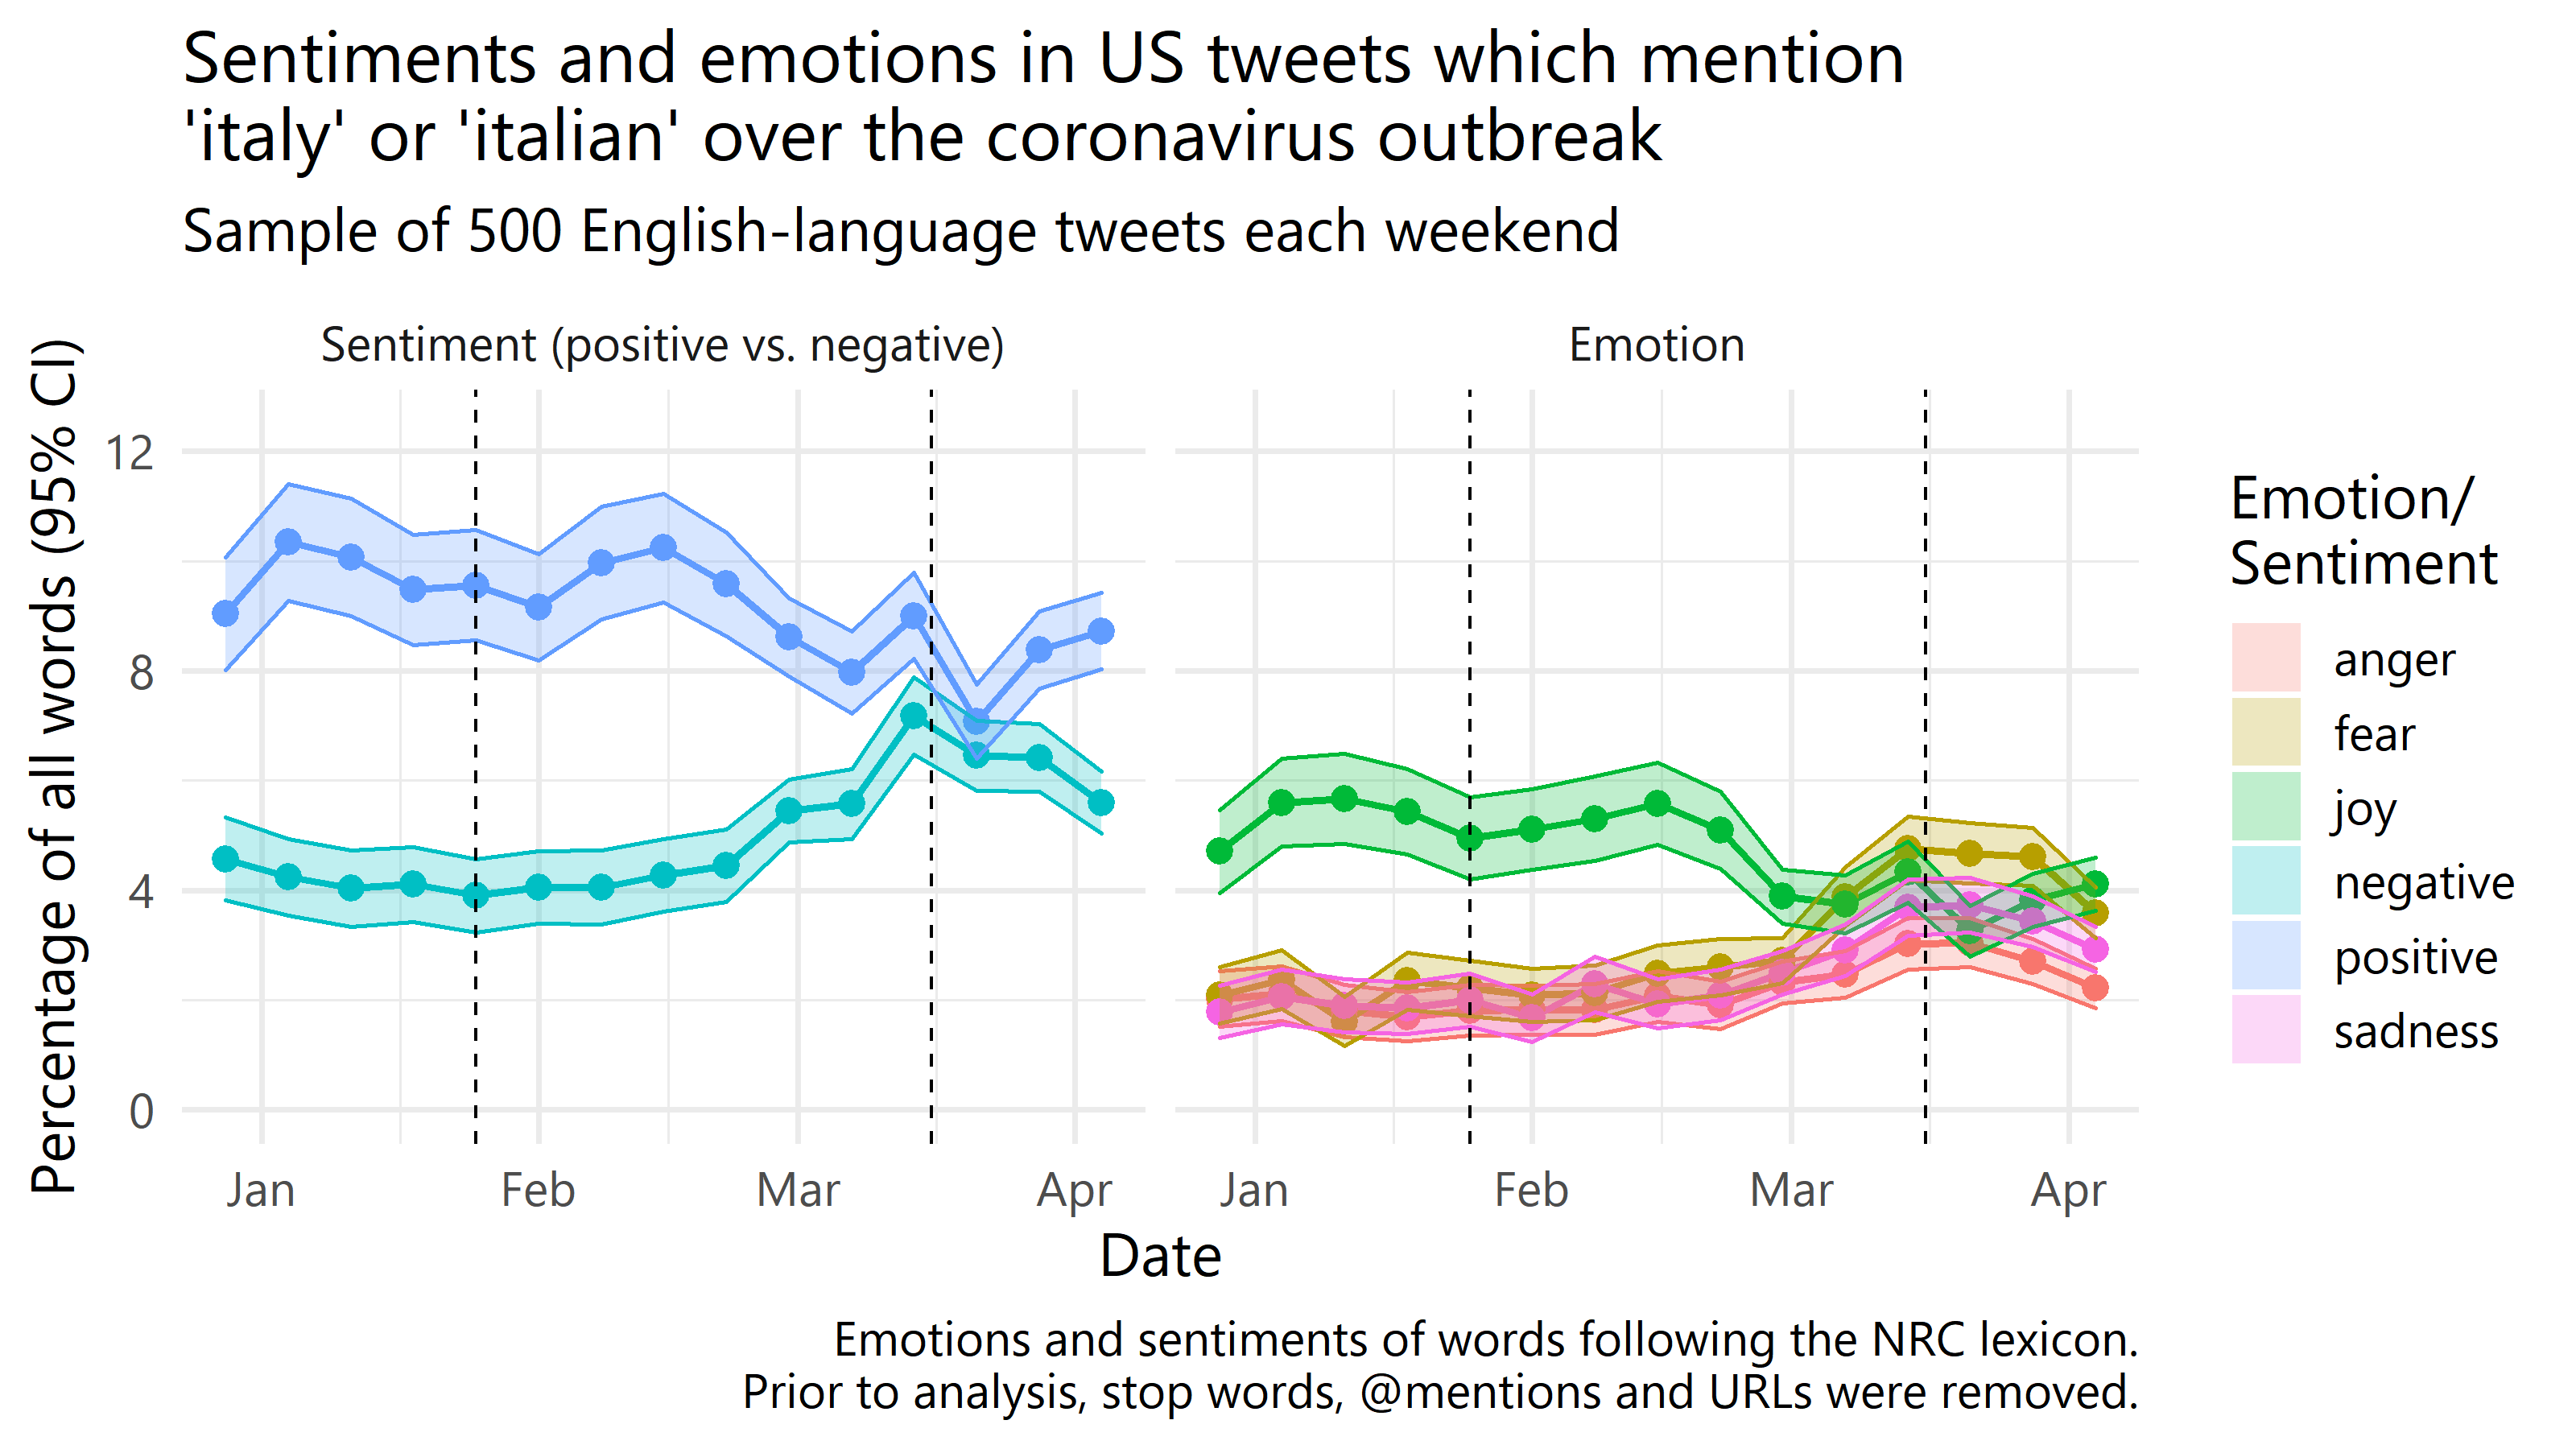 Sentiments and emotions in US tweets which mention
'italy' or 'italian' over the coronavirus outbreak
Sample of 500 English-language tweets each weekend
Sentiment (positive vs. negative)
Emotion
Percentage of all words (95% CI)
12
8
4
0
Jan
Feb
Mar
Apr
Jan
Feb
Mar
Apr
Date
Emotion/
Sentiment
anger
fear
joy
negative
positive
sadness
Emotions and sentiments of words following the NRC lexicon.
Prior to analysis, stop words, @mentions and URLs were removed.